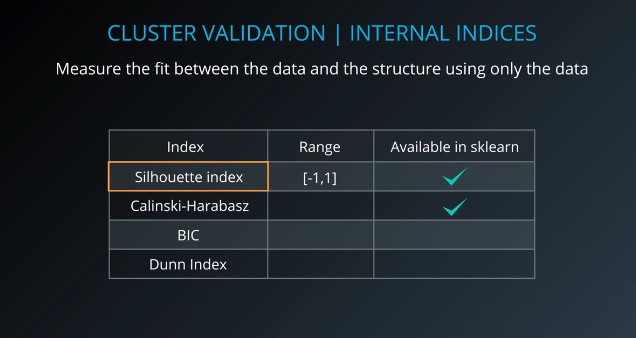 CLUSTER VALIDATION | INTERNAL INDICES
Measure the fit between the data and the structure using only the data
Index Range Available in sklearn
Silhouette index [-1,1]
Calinski-Harabasz
BIC
Dunn Index